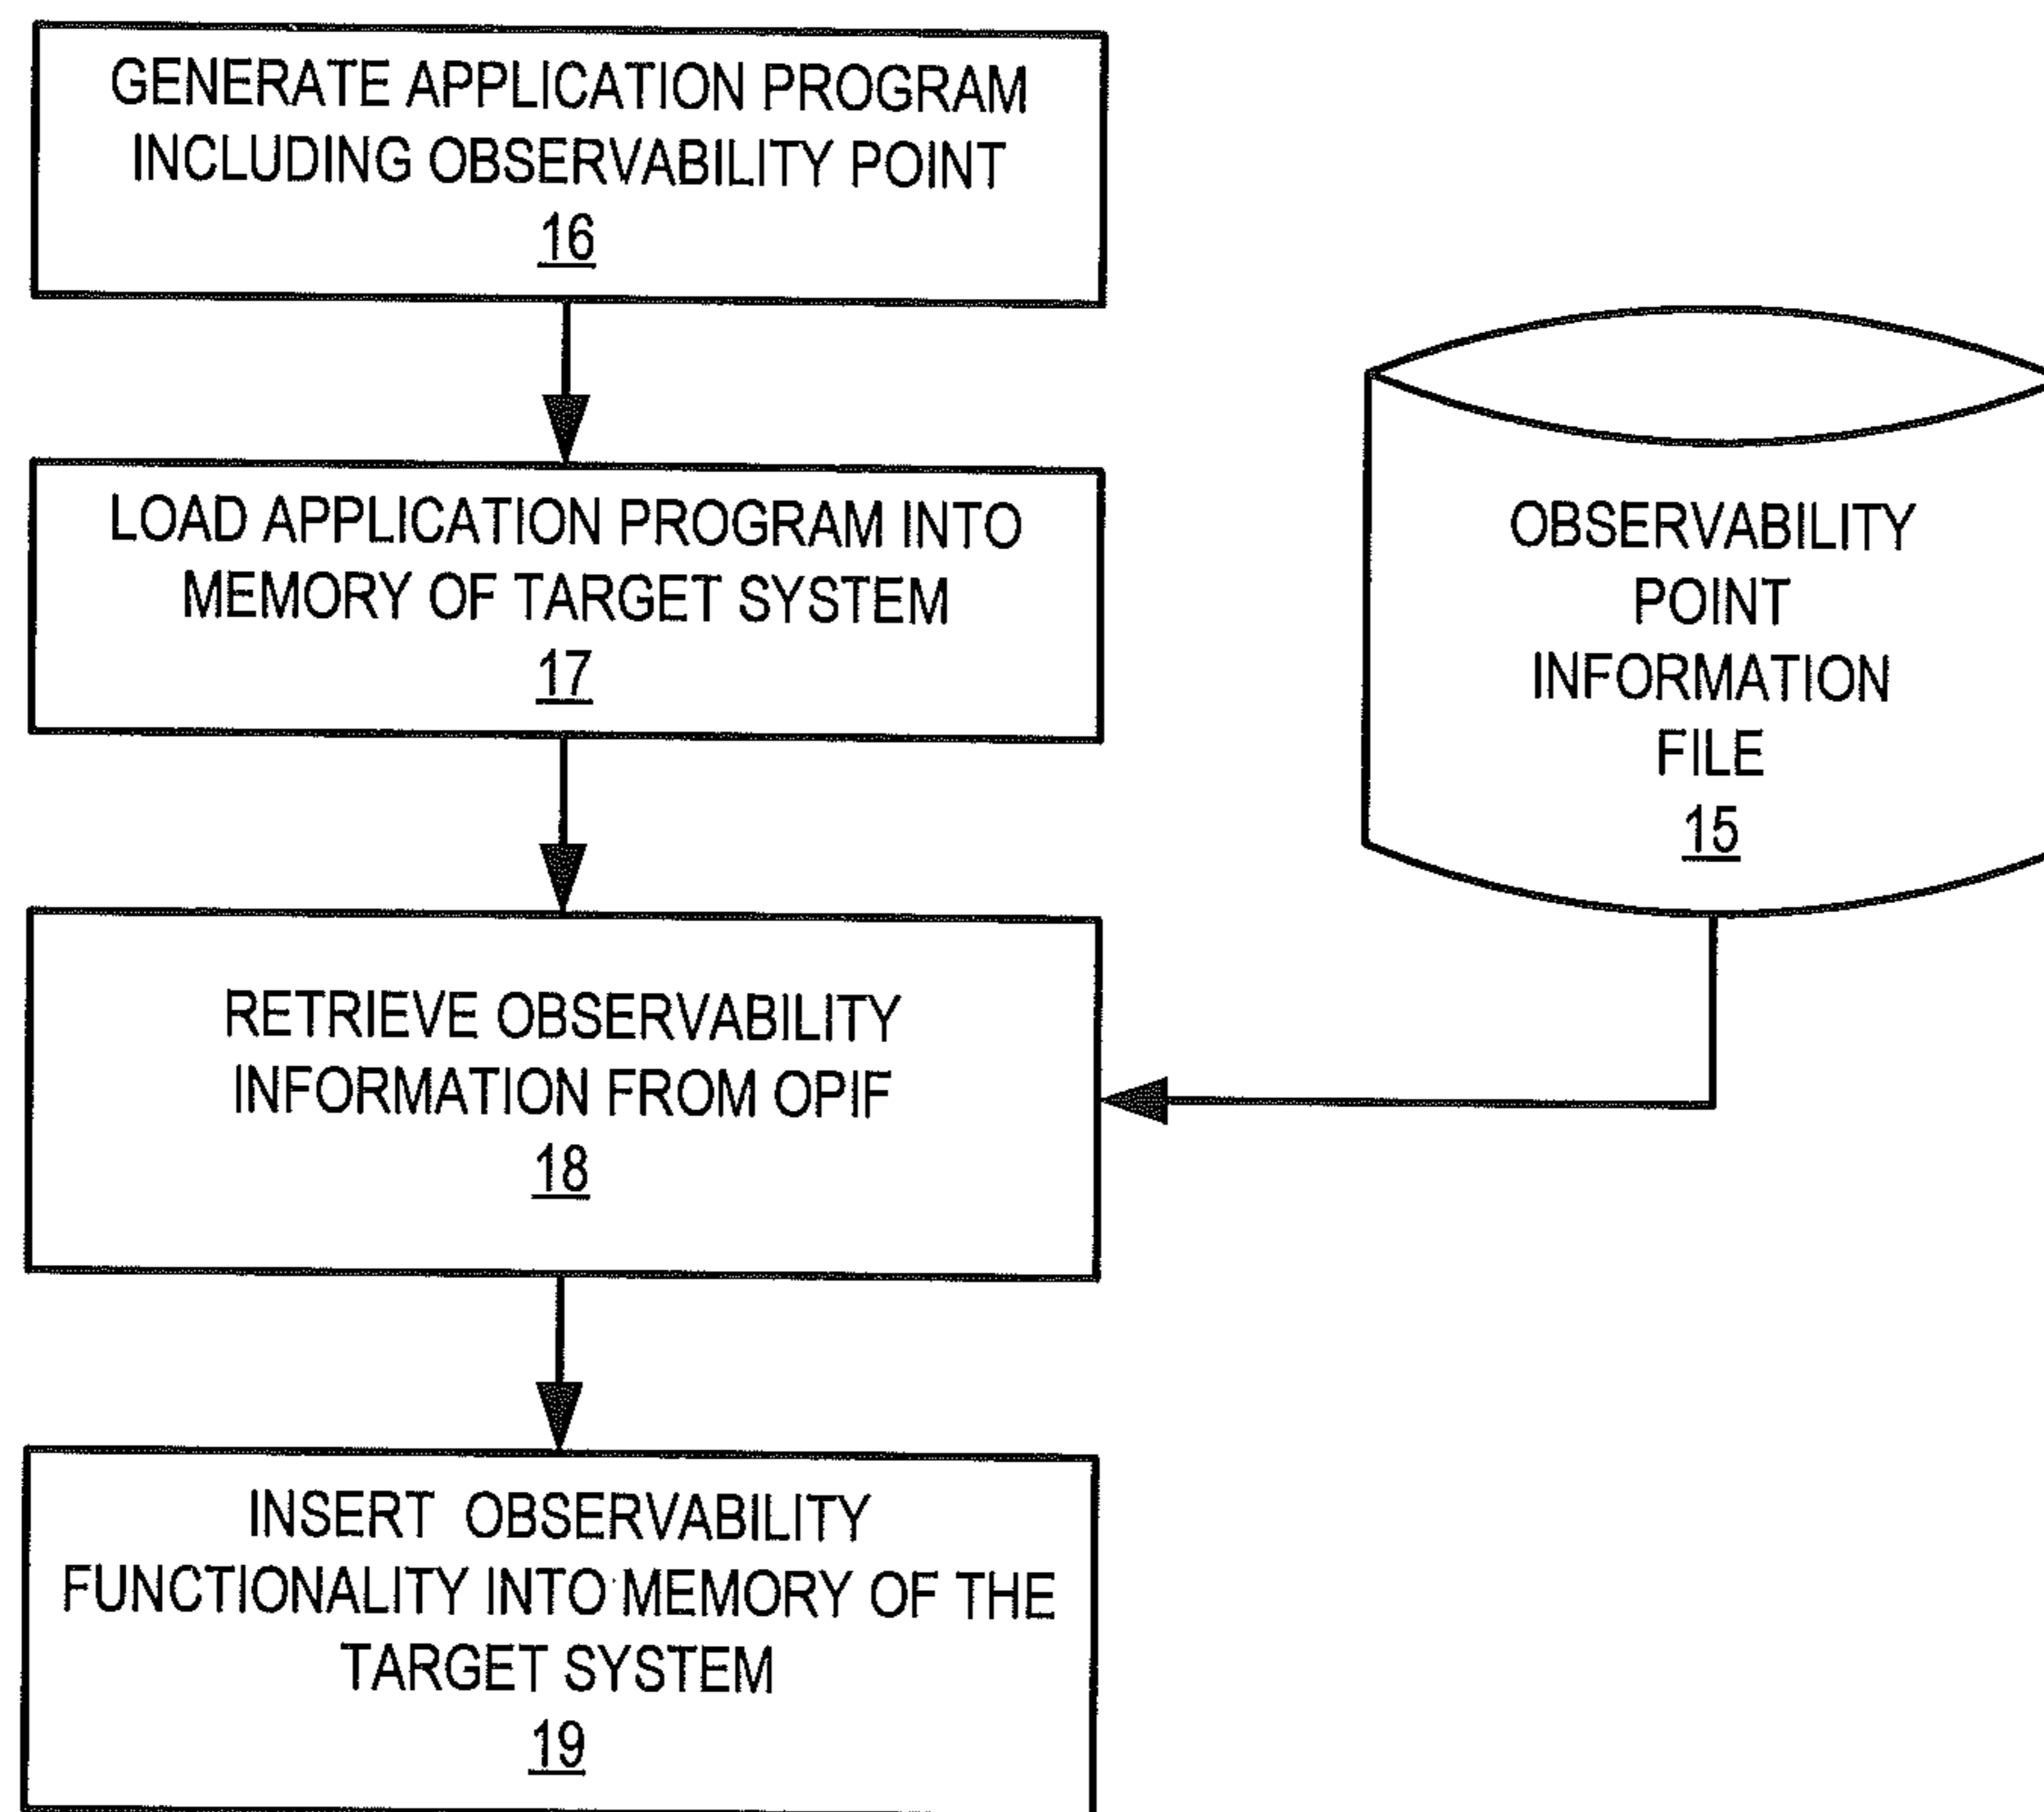 GENERATE APPLICATION PROGRAM
INCLUDING OBSERVABILITY POINT
16
LOAD APPLICATION PROGRAM INTO
MEMORY OF TARGET SYSTEM
17
OBSERVABILITY
POINT
INFORMATION
FILE
15
RETRIEVE OBSERVABILITY
INFORMATION FROM OPIF
18
INSERT OBSERVABILITY
FUNCTIONALITY INTO MEMORY OF THE
TARGET SYSTEM
19